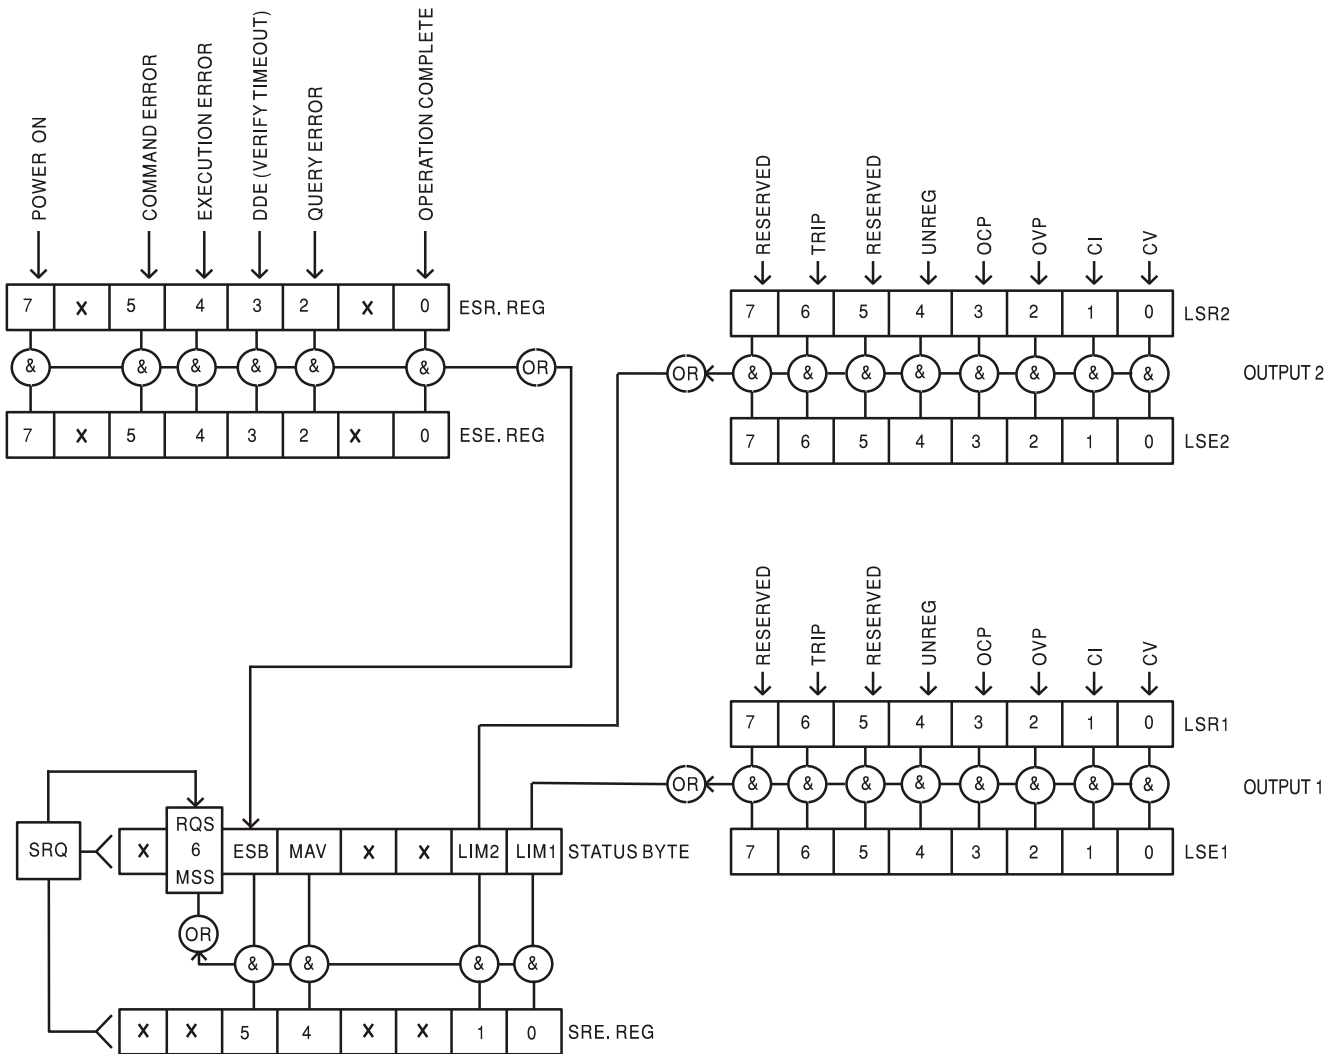 POWER ON
COMMAND ERROR
EXECUTION ERROR
DDE (VERIFY TIMEOUT)
QUERY ERROR
OPERATION COMPLETE
7 X 5 4 3 2 X 0 ESR. REG
& & & & & & OR
7 X 5 4 3 2 X 0 ESE. REG
RESERVED
TRIP
RESERVED
UNREG
OCP
OVP
CI
CV
7 6 5 4 3 2 1 0 LSR2
OR & & & & & & & & OUTPUT 2
7 6 5 4 3 2 1 0 LSE2
RESERVED
TRIP
RESERVED
UNREG
OCP
OVP
CI
CV
7 6 5 4 3 2 1 0 LSR1
OR & & & & & & & & OUTPUT 1
7 6 5 4 3 2 1 0 LSE1
SRQ
X RQS 6 MSS ESB MAV X X LIM2 LIM1 STATUS BYTE
OR
& & & &
X X 5 4 X X 1 0 SRE. REG